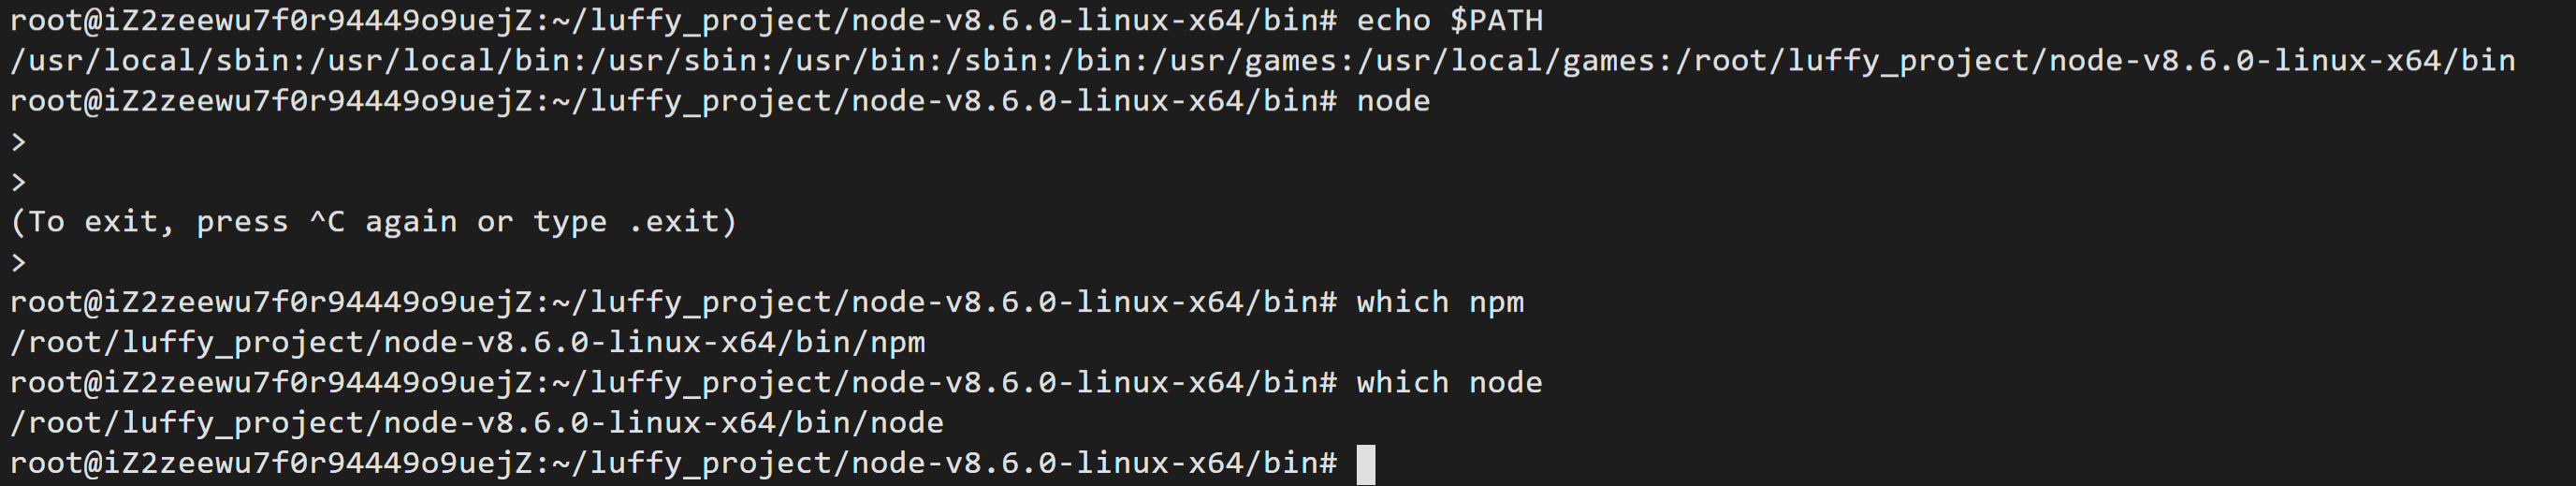 root@iZ2zeewu7f0r94449o9uejZ:~/luffy_project/node-v8.6.0-linux-x64/bin# echo $PATH
/usr/local/sbin:/usr/local/bin:/usr/sbin:/usr/bin:/sbin:/bin:/usr/games:/usr/local/games:/root/luffy_project/node-v8.6.0-linux-x64/bin
root@iZ2zeewu7f0r94449o9uejZ:~/luffy_project/node-v8.6.0-linux-x64/bin# node
>
>
(To exit, press ^C again or type .exit)
>
root@iZ2zeewu7f0r94449o9uejZ:~/luffy_project/node-v8.6.0-linux-x64/bin# which npm
/root/luffy_project/node-v8.6.0-linux-x64/bin/npm
root@iZ2zeewu7f0r94449o9uejZ:~/luffy_project/node-v8.6.0-linux-x64/bin# which node
/root/luffy_project/node-v8.6.0-linux-x64/bin/node
root@iZ2zeewu7f0r94449o9uejZ:~/luffy_project/node-v8.6.0-linux-x64/bin#